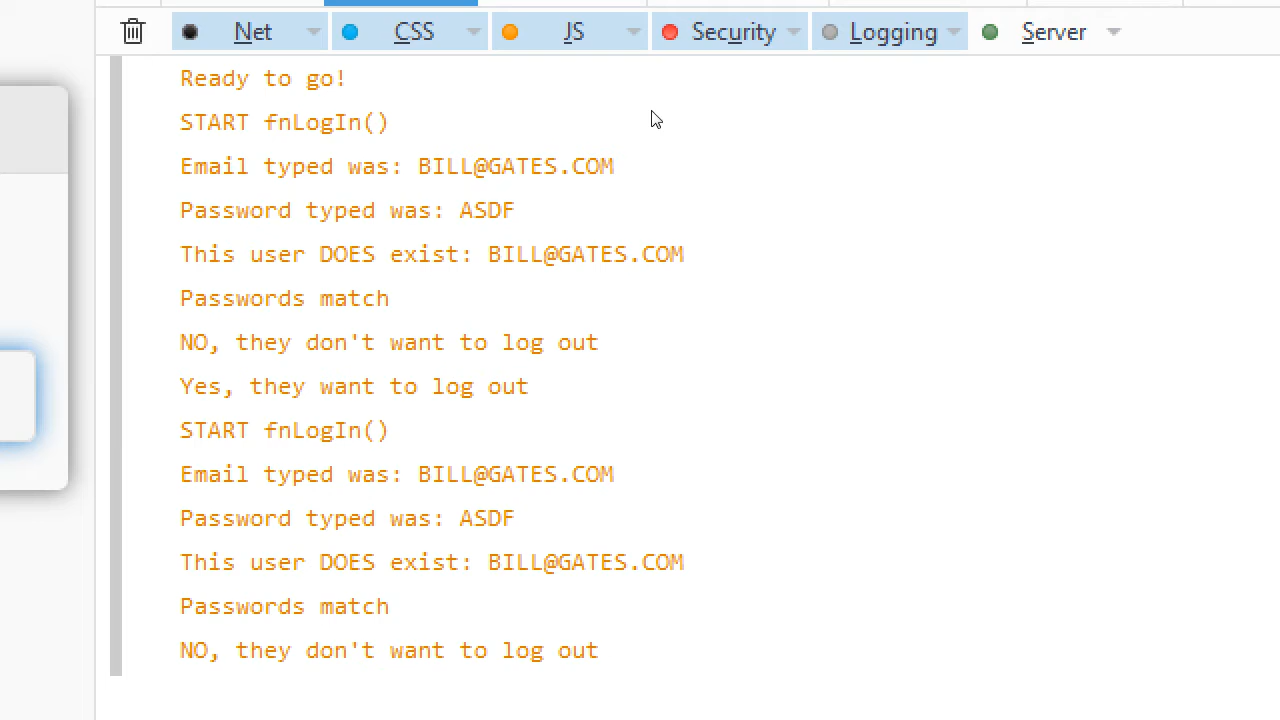 Net CSS JS Security Logging Server
Ready to go!
START fnLogIn()
Email typed was: BILL@GATES.COM
Password typed was: ASDF
This user DOES exist: BILL@GATES.COM
Passwords match
NO, they don't want to log out
Yes, they want to log out
START fnLogIn()
Email typed was: BILL@GATES.COM
Password typed was: ASDF
This user DOES exist: BILL@GATES.COM
Passwords match
NO, they don't want to log out